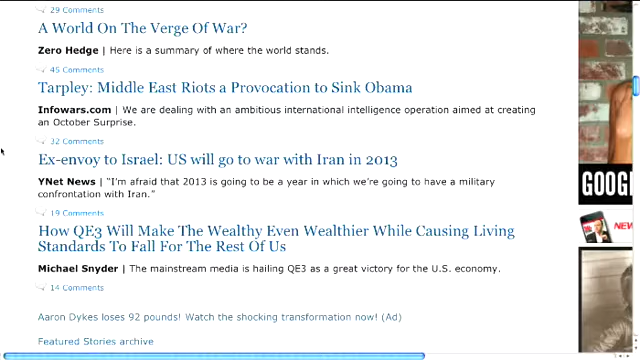 29 Comments
A World On The Verge Of War?
Zero Hedge | Here is a summary of where the world stands.
45 Comments
Tarpley: Middle East Riots a Provocation to Sink Obama
Infowars.com | We are dealing with an ambitious international intelligence operation aimed at creating
an October Surprise.
32 Comments
Ex-envoy to Israel: US will go to war with Iran in 2013
YNet News | “I’m afraid that 2013 is going to be a year in which we’re going to have a military
confrontation with Iran.”
19 Comments
How QE3 Will Make The Wealthy Even Wealthier While Causing Living
Standards To Fall For The Rest Of Us
Michael Snyder | The mainstream media is hailing QE3 as a great victory for the U.S. economy.
14 Comments
Aaron Dykes loses 92 pounds! Watch the shocking transformation now! (Ad)
Featured Stories archive
GOOG
NEW